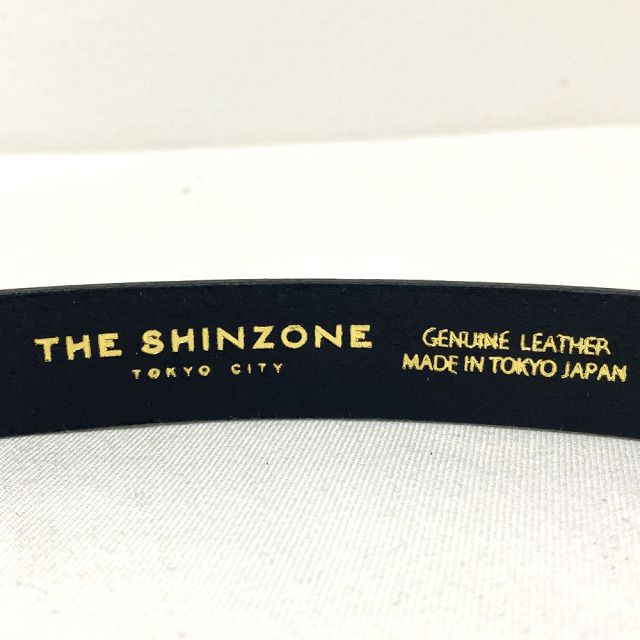 THE SHINZONE
TOKYO CITY
GENUINE LEATHER
MADE IN TOKYO JAPAN